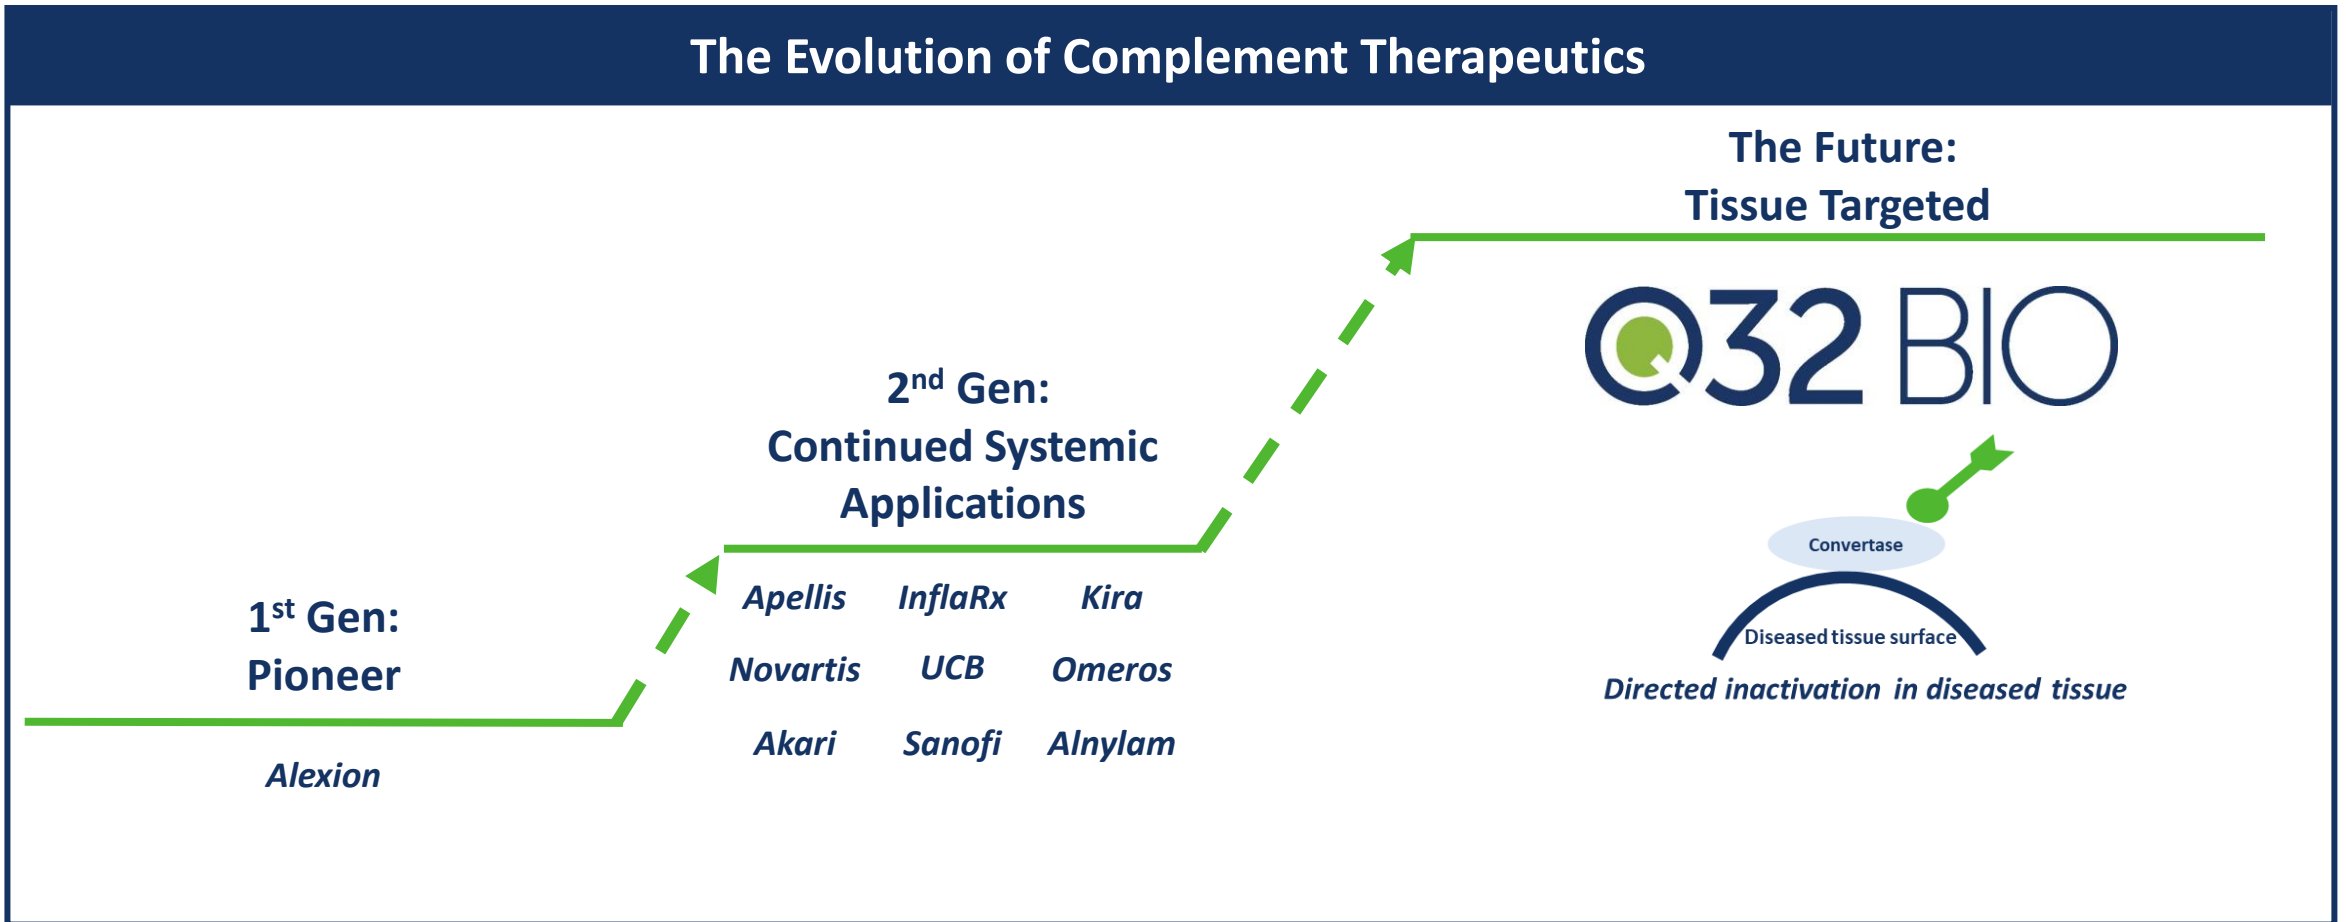 The Evolution of Complement Therapeutics
1st Gen:
Pioneer
Alexion
2nd Gen:
Continued Systemic
Applications
Apellis InflaRx Kira
Novartis UCB Omeros
Akari Sanofi Alnylam
The Future:
Tissue Targeted
Q32 BIO
Convertase
Diseased tissue surface
Directed inactivation in diseased tissue